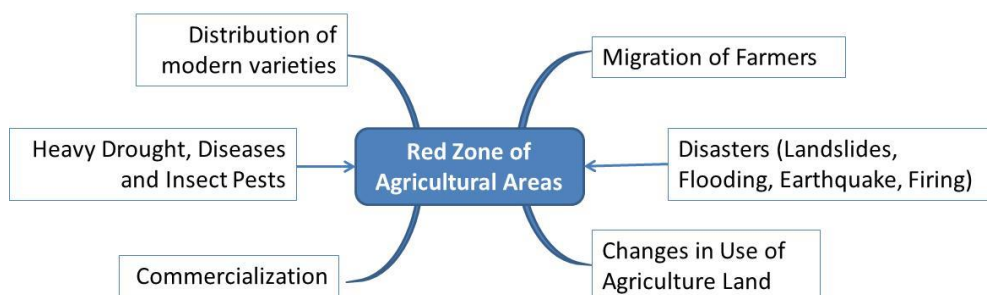 Distribution of
modern varieties
Migration of Farmers
Heavy Drought, Diseases
and Insect Pests
Red Zone of
Agricultural Areas
Disasters (Landslides,
Flooding, Earthquake, Firing)
Commercialization
Changes in Use of
Agriculture Land